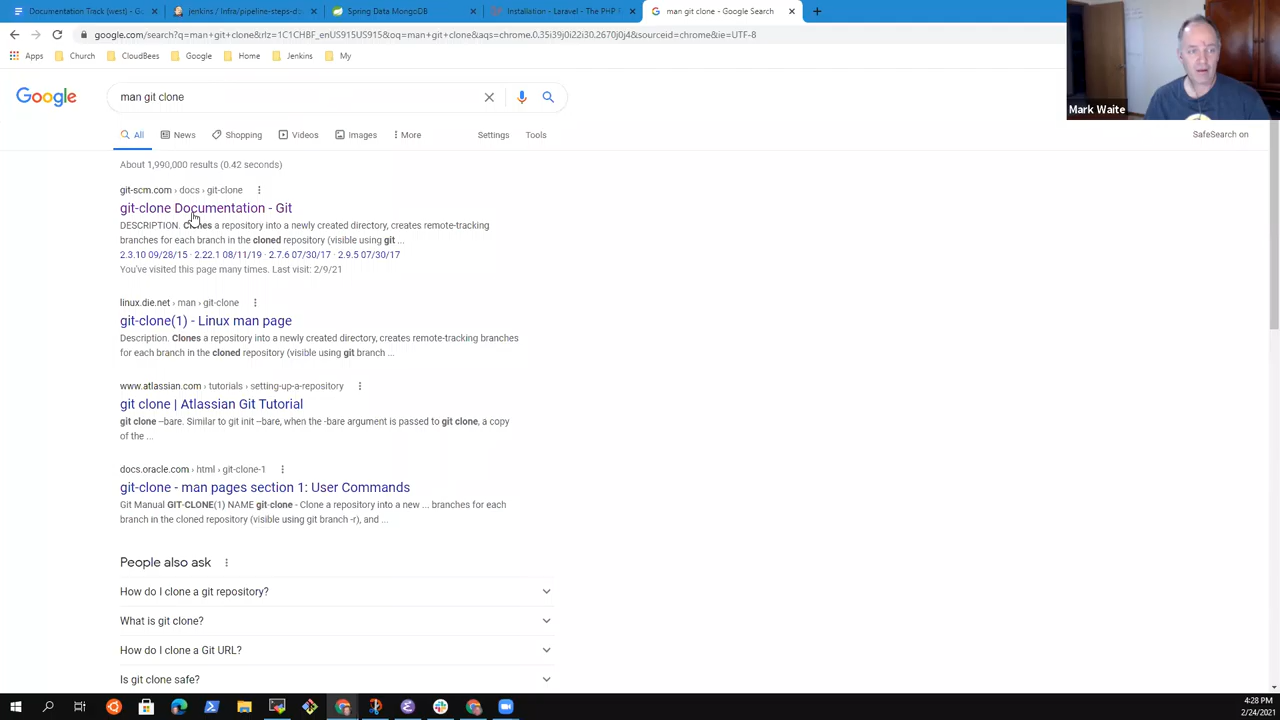 Documentation Track (west) - Go
jenkins / Infra/pipeline-steps-d
Spring Data MongoDB
Installation - Laravel - The PHP
man git clone - Google Search
google.com/search?q=man+git+clone&rlz=1C1CHBF_enUS915US915&oq=man+git+clone&aqs=chrome.0.35i39j0i22i30.2670j0j4&sourceid=chrome&ie=UTF-8
Apps Church CloudBees Google Home Jenkins My
Mark Waite
Google
man git clone
All News Shopping Videos Images More Settings Tools
SafeSearch on
About 1,990,000 results (0.42 seconds)
git-scm.com › docs › git-clone
git-clone Documentation - Git
DESCRIPTION. Clones a repository into a newly created directory, creates remote-tracking
branches for each branch in the cloned repository (visible using git ...
2.3.10 09/28/15 · 2.22.1 08/11/19 · 2.7.6 07/30/17 · 2.9.5 07/30/17
You've visited this page many times. Last visit: 2/9/21
linux.die.net › man › git-clone
git-clone(1) - Linux man page
Description. Clones a repository into a newly created directory, creates remote-tracking branches
for each branch in the cloned repository (visible using git branch ...
www.atlassian.com › tutorials › setting-up-a-repository
git clone | Atlassian Git Tutorial
git clone –bare. Similar to git init –bare, when the -bare argument is passed to git clone, a copy
of the ...
docs.oracle.com › html › git-clone-1
git-clone - man pages section 1: User Commands
Git Manual GIT-CLONE(1) NAME git-clone - Clone a repository into a new ... branches for each
branch in the cloned repository (visible using git branch -r), and ...
People also ask
How do I clone a git repository?
What is git clone?
How do I clone a Git URL?
Is git clone safe?
4:28 PM
2/24/2021